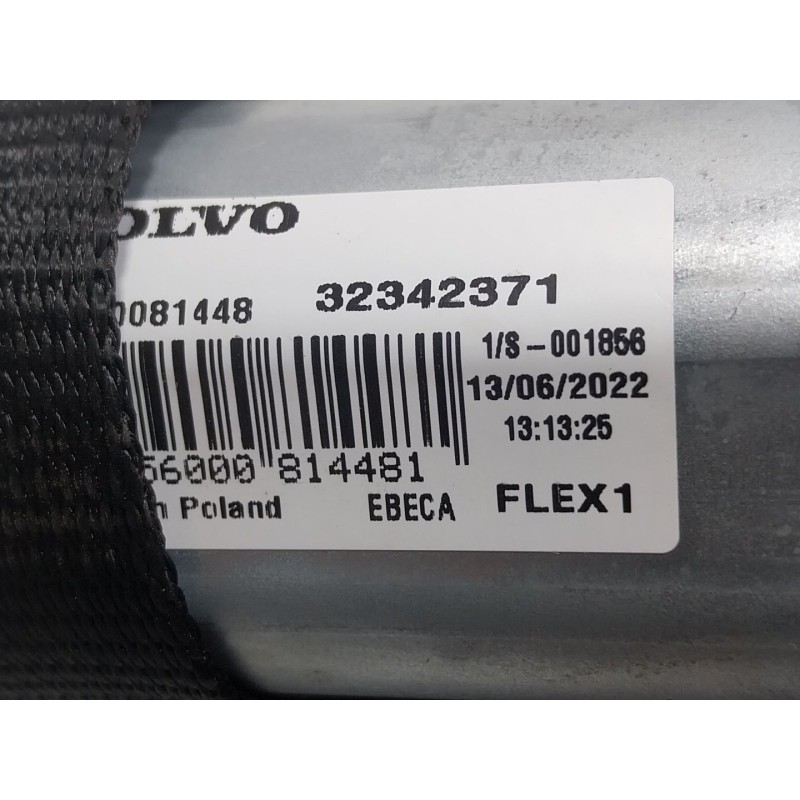 OLVO
0081448 32342371
1/S-001856
13/06/2022
13:13:25
56000 814481
n Poland EBECA FLEX1